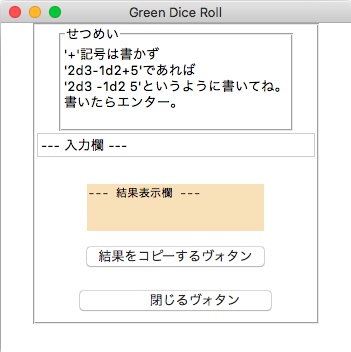 Green Dice Roll
せつめい
'+'記号は書かず
'2d3-1d2+5'であれば
'2d3 -1d2 5'というように書いてね。
書いたらエンター。
--- 入力欄 ---
--- 結果表示欄 ---
結果をコピーするヴォタン
閉じるヴォタン